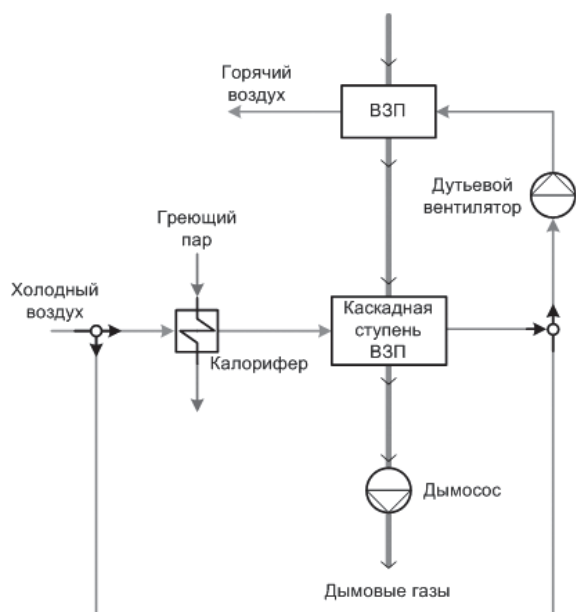 Горячий
воздух
ВЗП
Дутьевой
вентилятор
Греющий
пар
Холодный
воздух
Каскадная
ступень
ВЗП
Калорифер
Дымосос
Дымовые газы